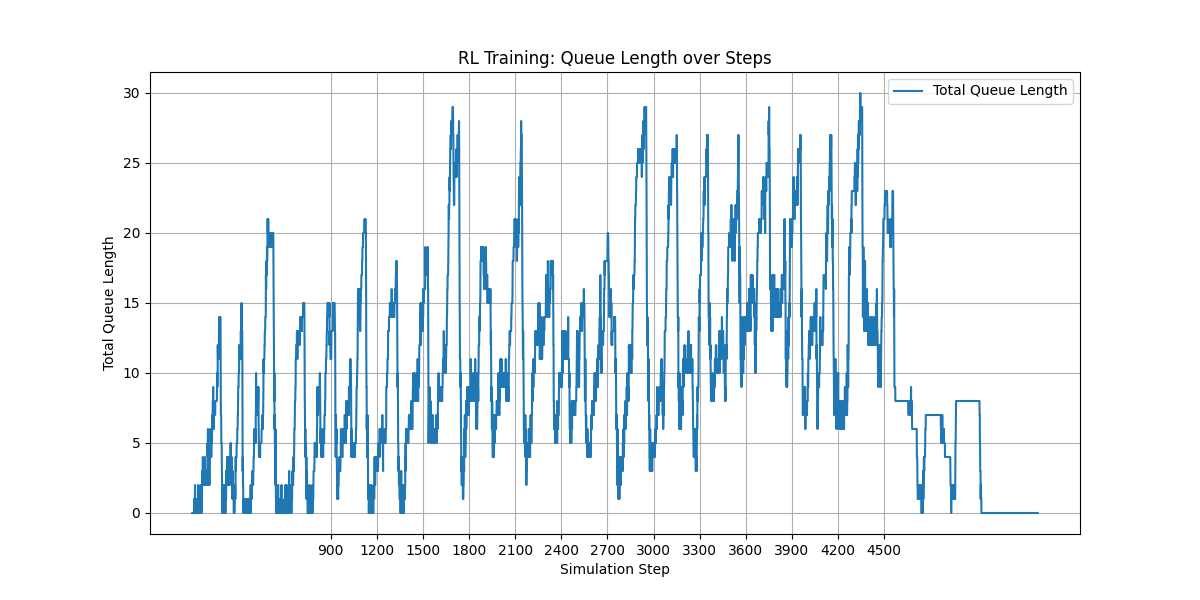 RL Training: Queue Length over Steps
Total Queue Length
30
25
20
15
10
5
0
Total Queue Length
900 1200 1500 1800 2100 2400 2700 3000 3300 3600 3900 4200 4500
Simulation Step